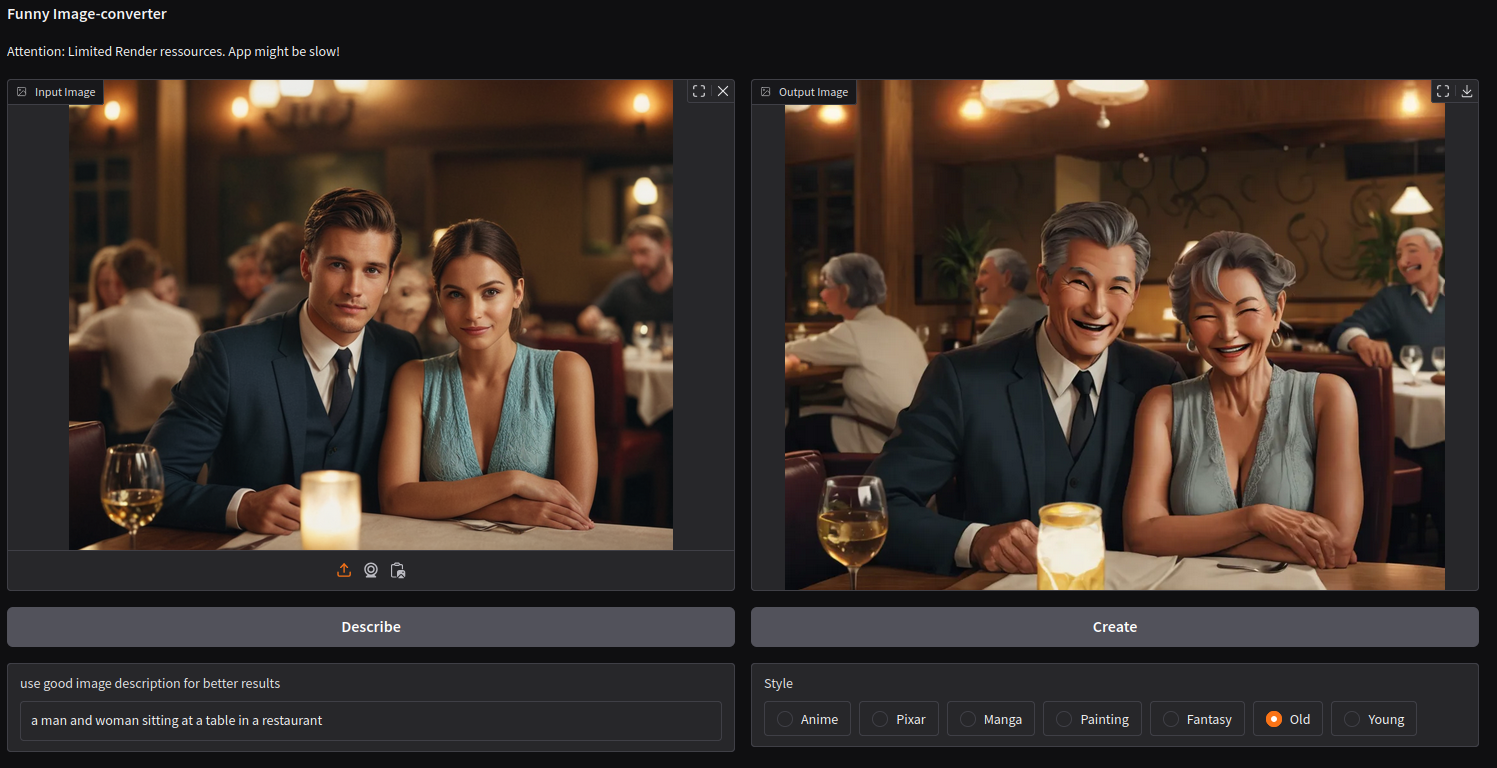 Funny Image-converter
Attention: Limited Render ressources. App might be slow!
Input Image
Output Image
Describe
Create
use good image description for better results
a man and woman sitting at a table in a restaurant
Style
Anime
Pixar
Manga
Painting
Fantasy
Old
Young